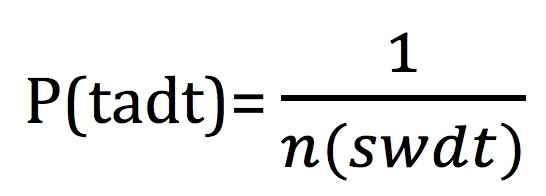 P(tadt)= 1
n(swdt)